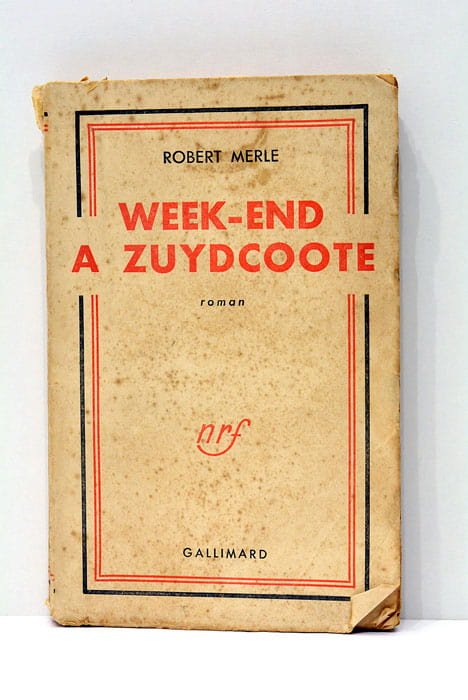 ROBERT MERLE
WEEK-END
A ZUYDCOOTE
roman
nrf
GALLIMARD